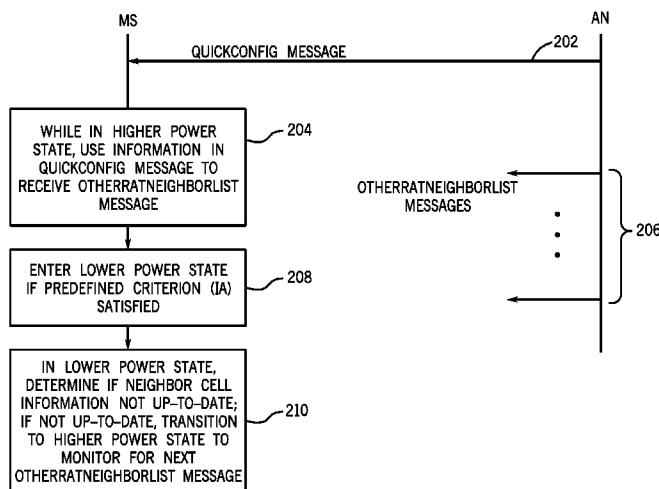 MS
AN
QUICKCONFIG MESSAGE
202
WHILE IN HIGHER POWER
STATE, USE INFORMATION IN
QUICKCONFIG MESSAGE TO
RECEIVE OTHERRATNEIGHBORLIST
MESSAGE
204
OTHERRATNEIGHBORLIST
MESSAGES
206
ENTER LOWER POWER STATE
IF PREDEFINED CRITERION (IA)
SATISFIED
208
IN LOWER POWER STATE,
DETERMINE IF NEIGHBOR CELL
INFORMATION NOT UP-TO-DATE;
IF NOT UP-TO-DATE, TRANSITION
TO HIGHER POWER STATE TO
MONITOR FOR NEXT
OTHERRATNEIGHBORLIST MESSAGE
210